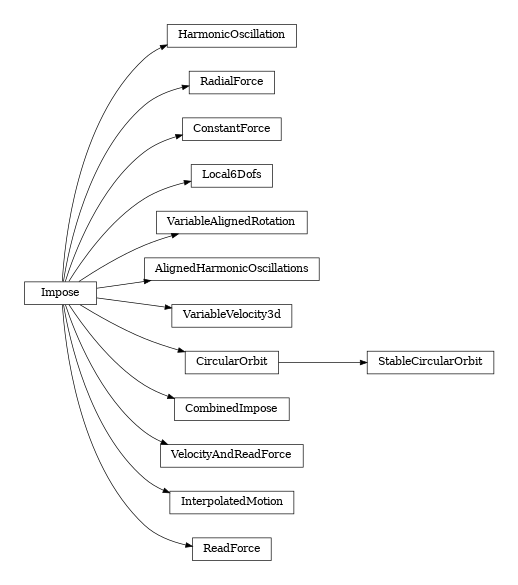 HarmonicOscillation
RadialForce
ConstantForce
Local6Dofs
VariableAlignedRotation
AlignedHarmonicOscillations
Impose
VariableVelocity3d
CircularOrbit
StableCircularOrbit
CombinedImpose
VelocityAndReadForce
InterpolatedMotion
ReadForce